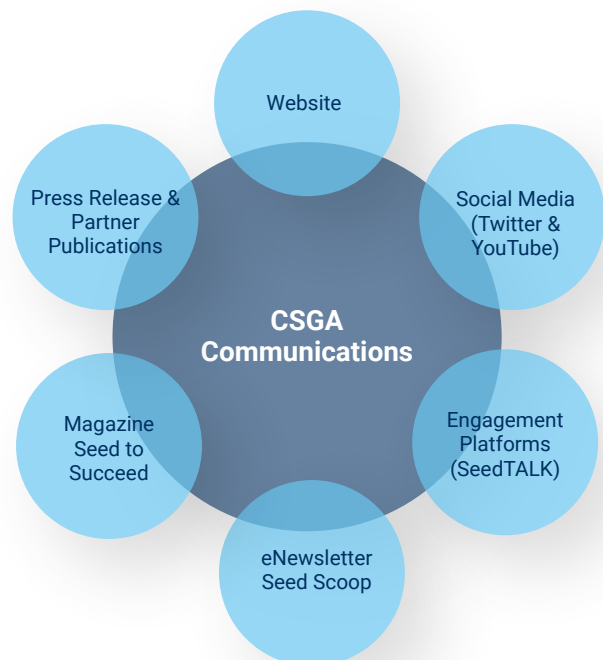 Website
Social Media
(Twitter &
YouTube)
Engagement
Platforms
(SeedTALK)
eNewsletter
Seed Scoop
Magazine
Seed to
Succeed
Press Release &
Partner
Publications
CSGA
Communications